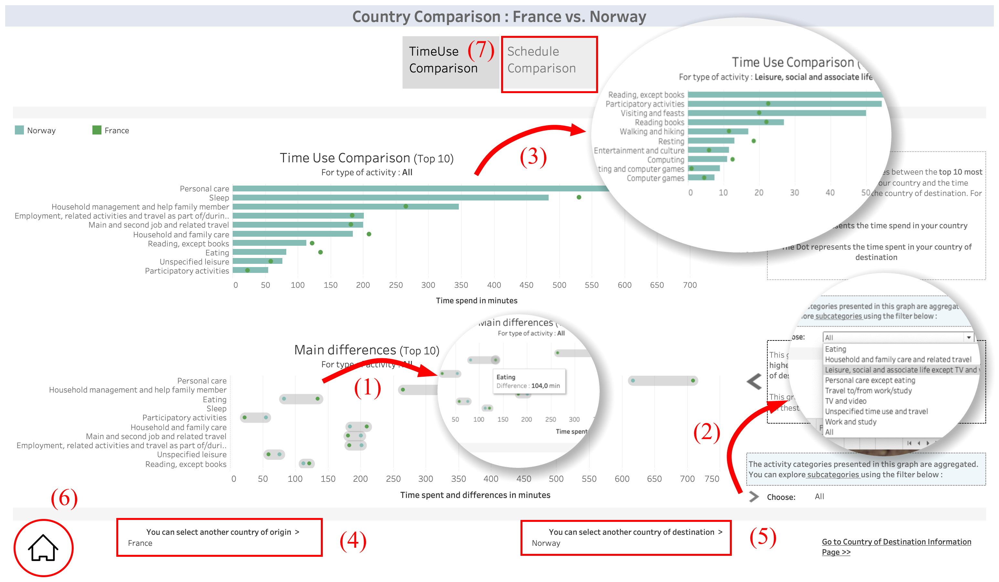 Country Comparison : France vs. Norway
TimeUse
Comparison
(7)
Schedule
Comparison
Norway
France
Time Use Comparison (Top 10)
For type of activity : All
Personal care
Sleep
Household management and help family member
Employment, related activities and travel as part of/durin..
Main and second job and related travel
Household and family care
Reading, except books
Eating
Unspecified leisure
Participatory activities
0 50 100 150 200 250 300 350 400 450 500 550 600 650 700
Time spend in minutes
(3)
Time Use Comparison (
For type of activity : Leisure, social and associate life
Reading, except books
Participatory activities
Visiting and feasts
Reading books
Walking and hiking
Resting
Entertainment and culture
Computing
ting and computer games
Computer games
0 10 20 30 40 50
es between the top 10 most
our country and the time
the country of destination. For
sents the time spend in your country
The Dot represents the time spent in your country of
destination
Main differences (Top 10)
For type of activity : All
Personal care
Household management and help family member
Eating
Sleep
Participatory activities
Household and family care
Main and second job and related travel
Employment, related activities and travel as part of/duri..
Unspecified leisure
Reading, except books
0 50 100 150 200 250 300 350 400 450 500 550 600 650 700 750
Time spent and differences in minutes
(1)
Main differences (
For type of activity : All
Eating
Difference : 104,0 min
50 100 150 200 250 300
Time spent
(2)
tegories presented in this graph are aggregat
ore subcategories using the filter below :
ose:
All
Eating
Household and family care and related travel
Leisure, social and associate life except TV and
Personal care except eating
Travel to/from work/study
TV and video
Unspecified time use and travel
Work and study
All
This g
highe
of des
This gr
thest
The activity categories presented in this graph are aggregated.
You can explore subcategories using the filter below :
Choose:
All
(6)
You can select another country of origin >
France
(4)
You can select another country of destination >
Norway
(5)
Go to Country of Destination Information
Page >>